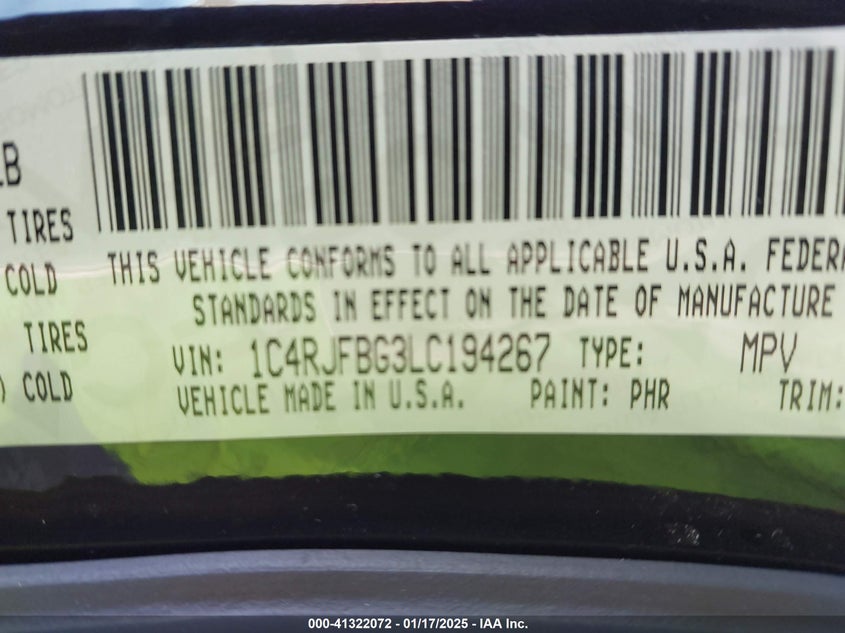 LB
TIRES
COLD
TIRES
) COLD
THIS VEHICLE CONFORMS TO ALL APPLICABLE U.S.A. FEDERA
STANDARDS IN EFFECT ON THE DATE OF MANUFACTURE
VIN: 1C4RJFBG3LC194267 TYPE: MPV
VEHICLE MADE IN U.S.A. PAINT: PHR TRIM:
000-41322072 - 01/17/2025 - IAA Inc.